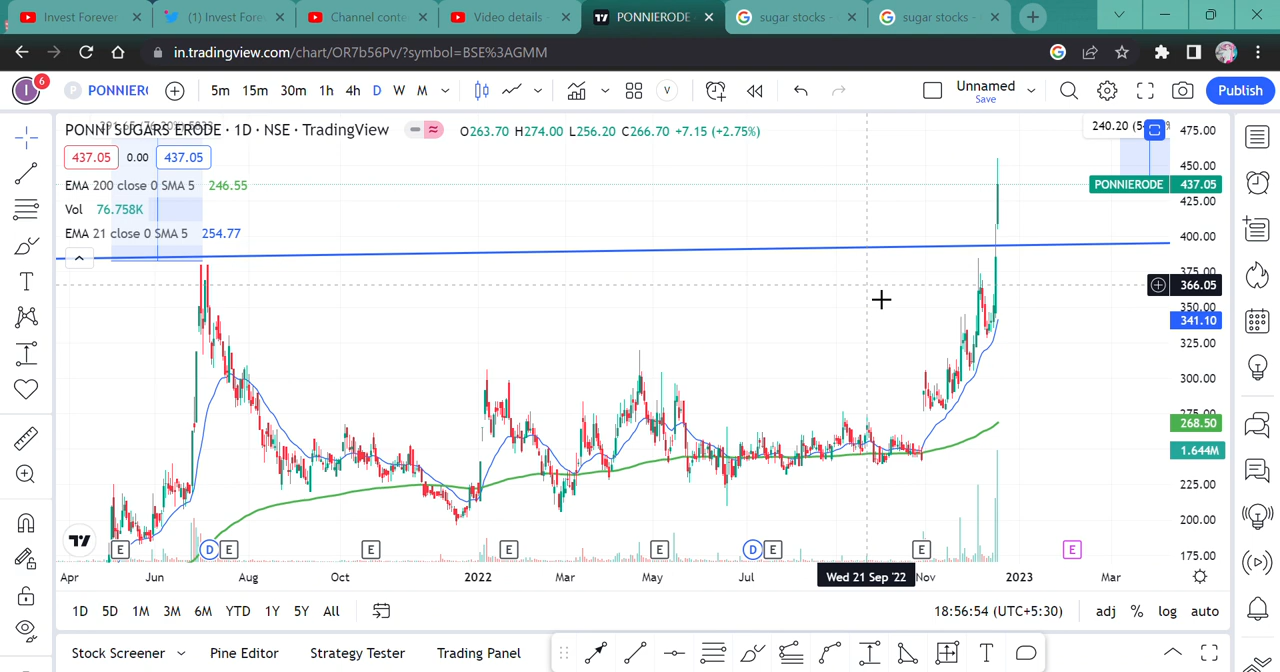 Invest Forever
(1) Invest Fore
Channel conte
Video details -
PONNIERODE
sugar stocks -
sugar stocks -
in.tradingview.com/chart/OR7b56Pv/?symbol=BSE%3AGMM
I 6 P PONNIER 5m 15m 30m 1h 4h D W M V Unnamed Save Publish
PONNI SUGARS ERODE · 1D · NSE · TradingView O263.70 H274.00 L256.20 C266.70 +7.15 (+2.75%)
240.20
437.05 0.00 437.05
EMA 200 close 0 SMA 5 246.55
Vol 76.758K
EMA 21 close 0 SMA 5 254.77
475.00
450.00
PONNIERODE 437.05
425.00
400.00
375.00
366.05
350.00
341.10
325.00
300.00
275.00
268.50
1.644M
225.00
200.00
175.00
E D E E E E D E E E
Apr Jun Aug Oct 2022 Mar May Jul Wed 21 Sep '22 Nov 2023 Mar
1D 5D 1M 3M 6M YTD 1Y 5Y All 18:56:54 (UTC+5:30) adj % log auto
Stock Screener Pine Editor Strategy Tester Trading Panel